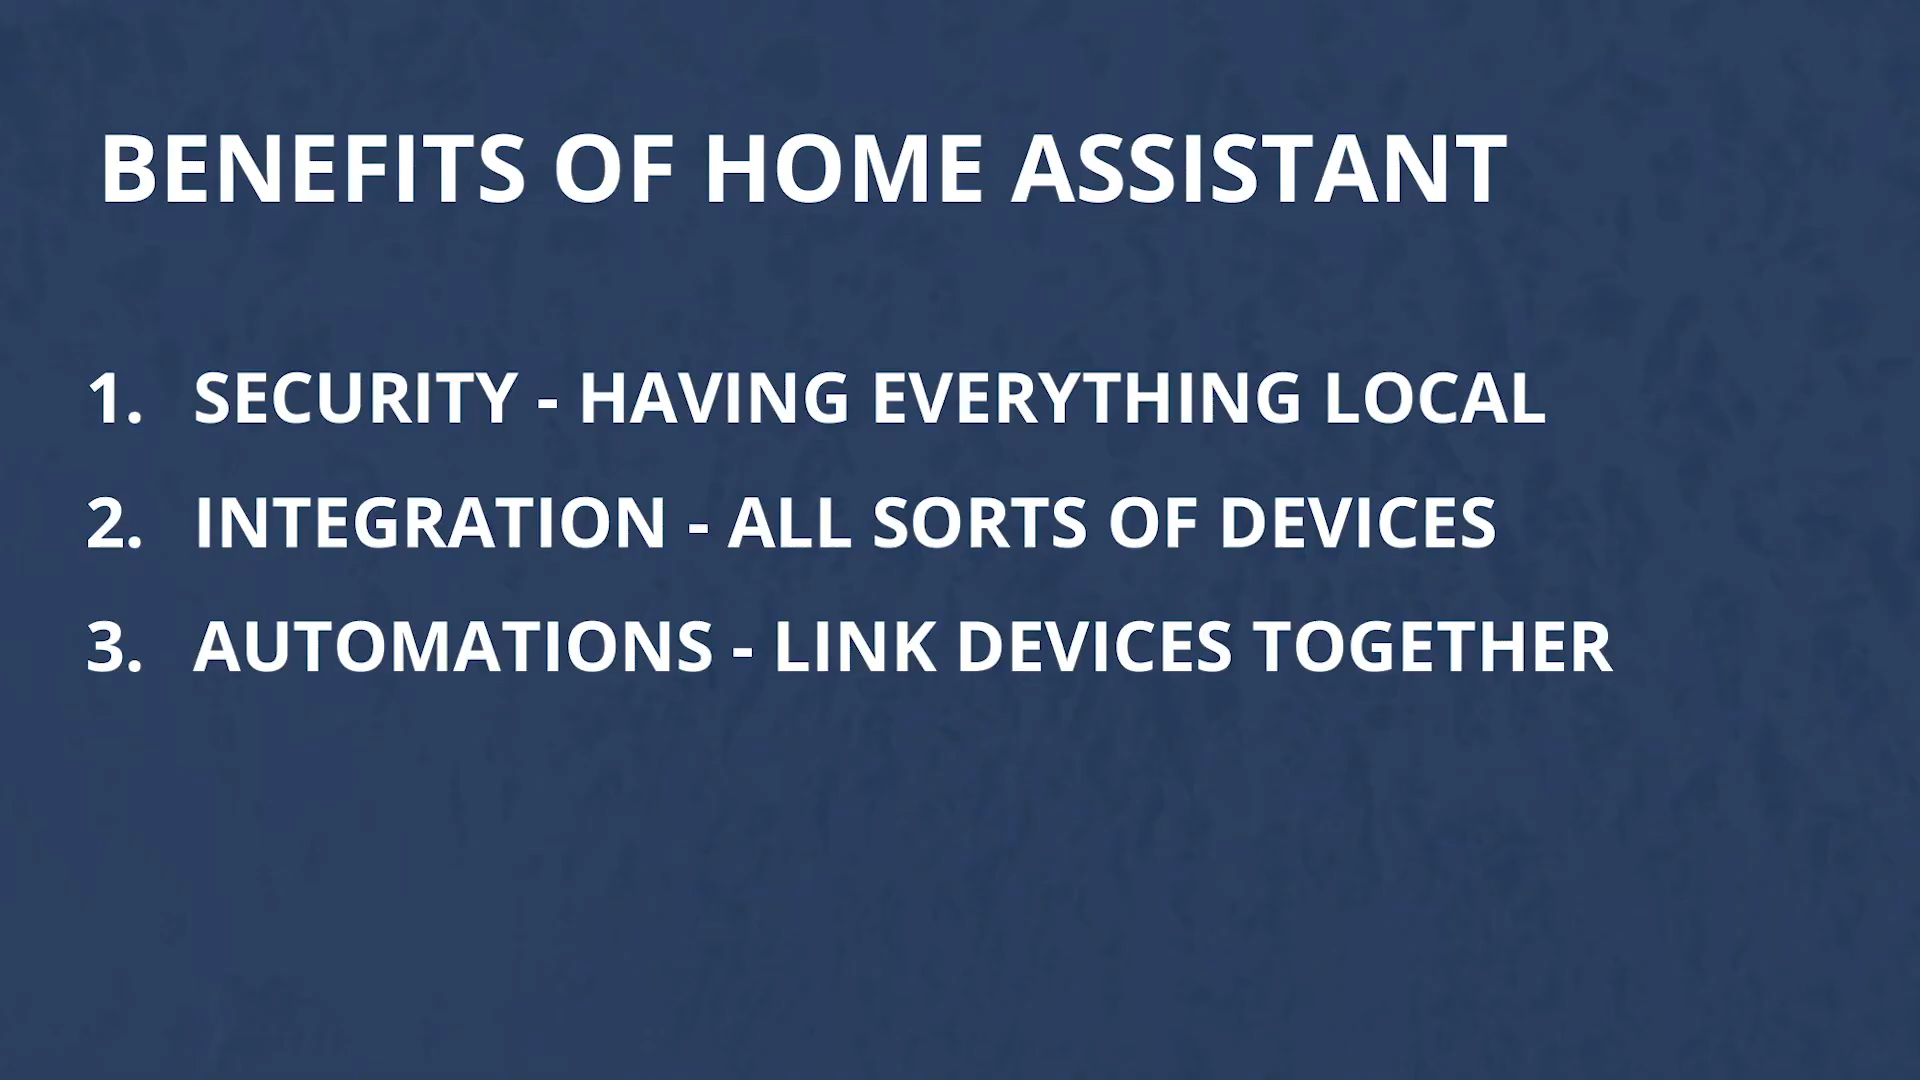 BENEFITS OF HOME ASSISTANT
1. SECURITY - HAVING EVERYTHING LOCAL
2. INTEGRATION - ALL SORTS OF DEVICES
3. AUTOMATIONS - LINK DEVICES TOGETHER